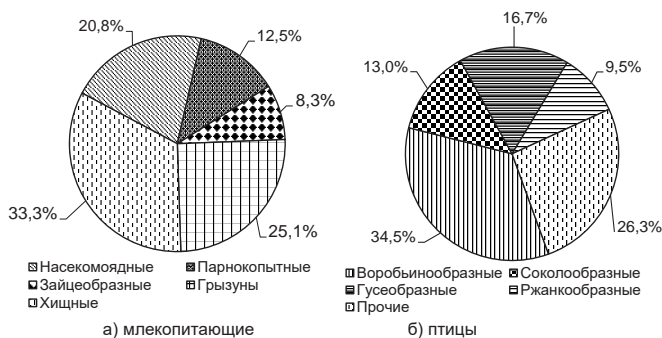 20,8%
12,5%
8,3%
33,3%
25,1%
Насекомоядные
Парнокопытные
Зайцеобразные
Грызуны
Хищные
а) млекопитающие
16,7%
13,0%
9,5%
34,5%
26,3%
Воробьинообразные
Соколообразные
Гусеобразные
Ржанкообразные
Прочие
б) птицы